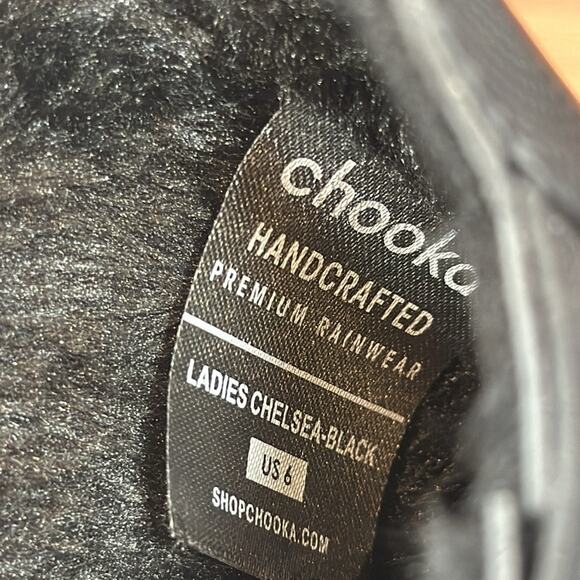 chooka
HANDCRAFTED
PREMIUM RAINWEAR
LADIES CHELSEA-BLACK
US 6
SHOPCHOOKA.COM